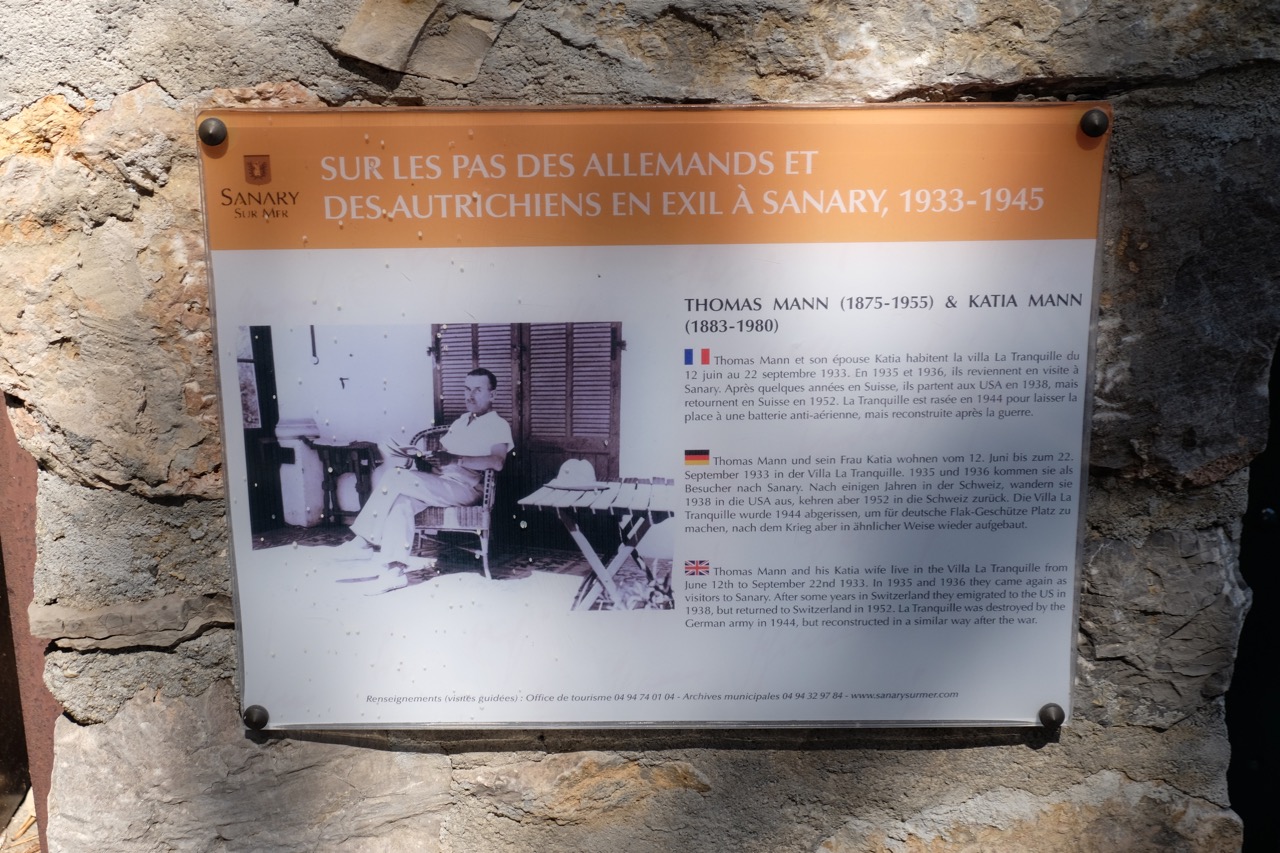 SANARY
SUR MER
SUR LES PAS DES ALLEMANDS ET
DES AUTRICHIENS EN EXIL À SANARY, 1933-1945
THOMAS MANN (1875-1955) & KATIA MANN
(1883-1980)
Thomas Mann et son épouse Katia habitent la villa La Tranquille du
12 juin au 22 septembre 1933. En 1935 et 1936, ils reviennent en visite à
Sanary. Après quelques années en Suisse, ils partent aux USA en 1938, mais
retournent en Suisse en 1952. La Tranquille est rasée en 1944 pour laisser la
place à une batterie anti-aérienne, mais reconstruite après la guerre.
Thomas Mann und sein Frau Katia wohnen vom 12. Juni bis zum 22.
September 1933 in der Villa La Tranquille. 1935 und 1936 kommen sie als
Besucher nach Sanary. Nach einigen Jahren in der Schweiz, wandern sie
1938 in die USA aus, kehren aber 1952 in die Schweiz zurück. Die Villa La
Tranquille wurde 1944 abgerissen, um für deutsche Flak-Geschütze Platz zu
machen, nach dem Krieg aber in ähnlicher Weise wieder aufgebaut.
Thomas Mann and his Katia wife live in the Villa La Tranquille from
June 12th to September 22nd 1933. In 1935 and 1936 they came again as
visitors to Sanary. After some years in Switzerland they emigrated to the US in
1938, but returned to Switzerland in 1952. La Tranquille was destroyed by the
German army in 1944, but reconstructed in a similar way after the war.
Renseignements (visites guidées) : Office de tourisme 04 94 74 01 04 - Archives municipales 04 94 32 97 84 - www.sanarysurmer.com